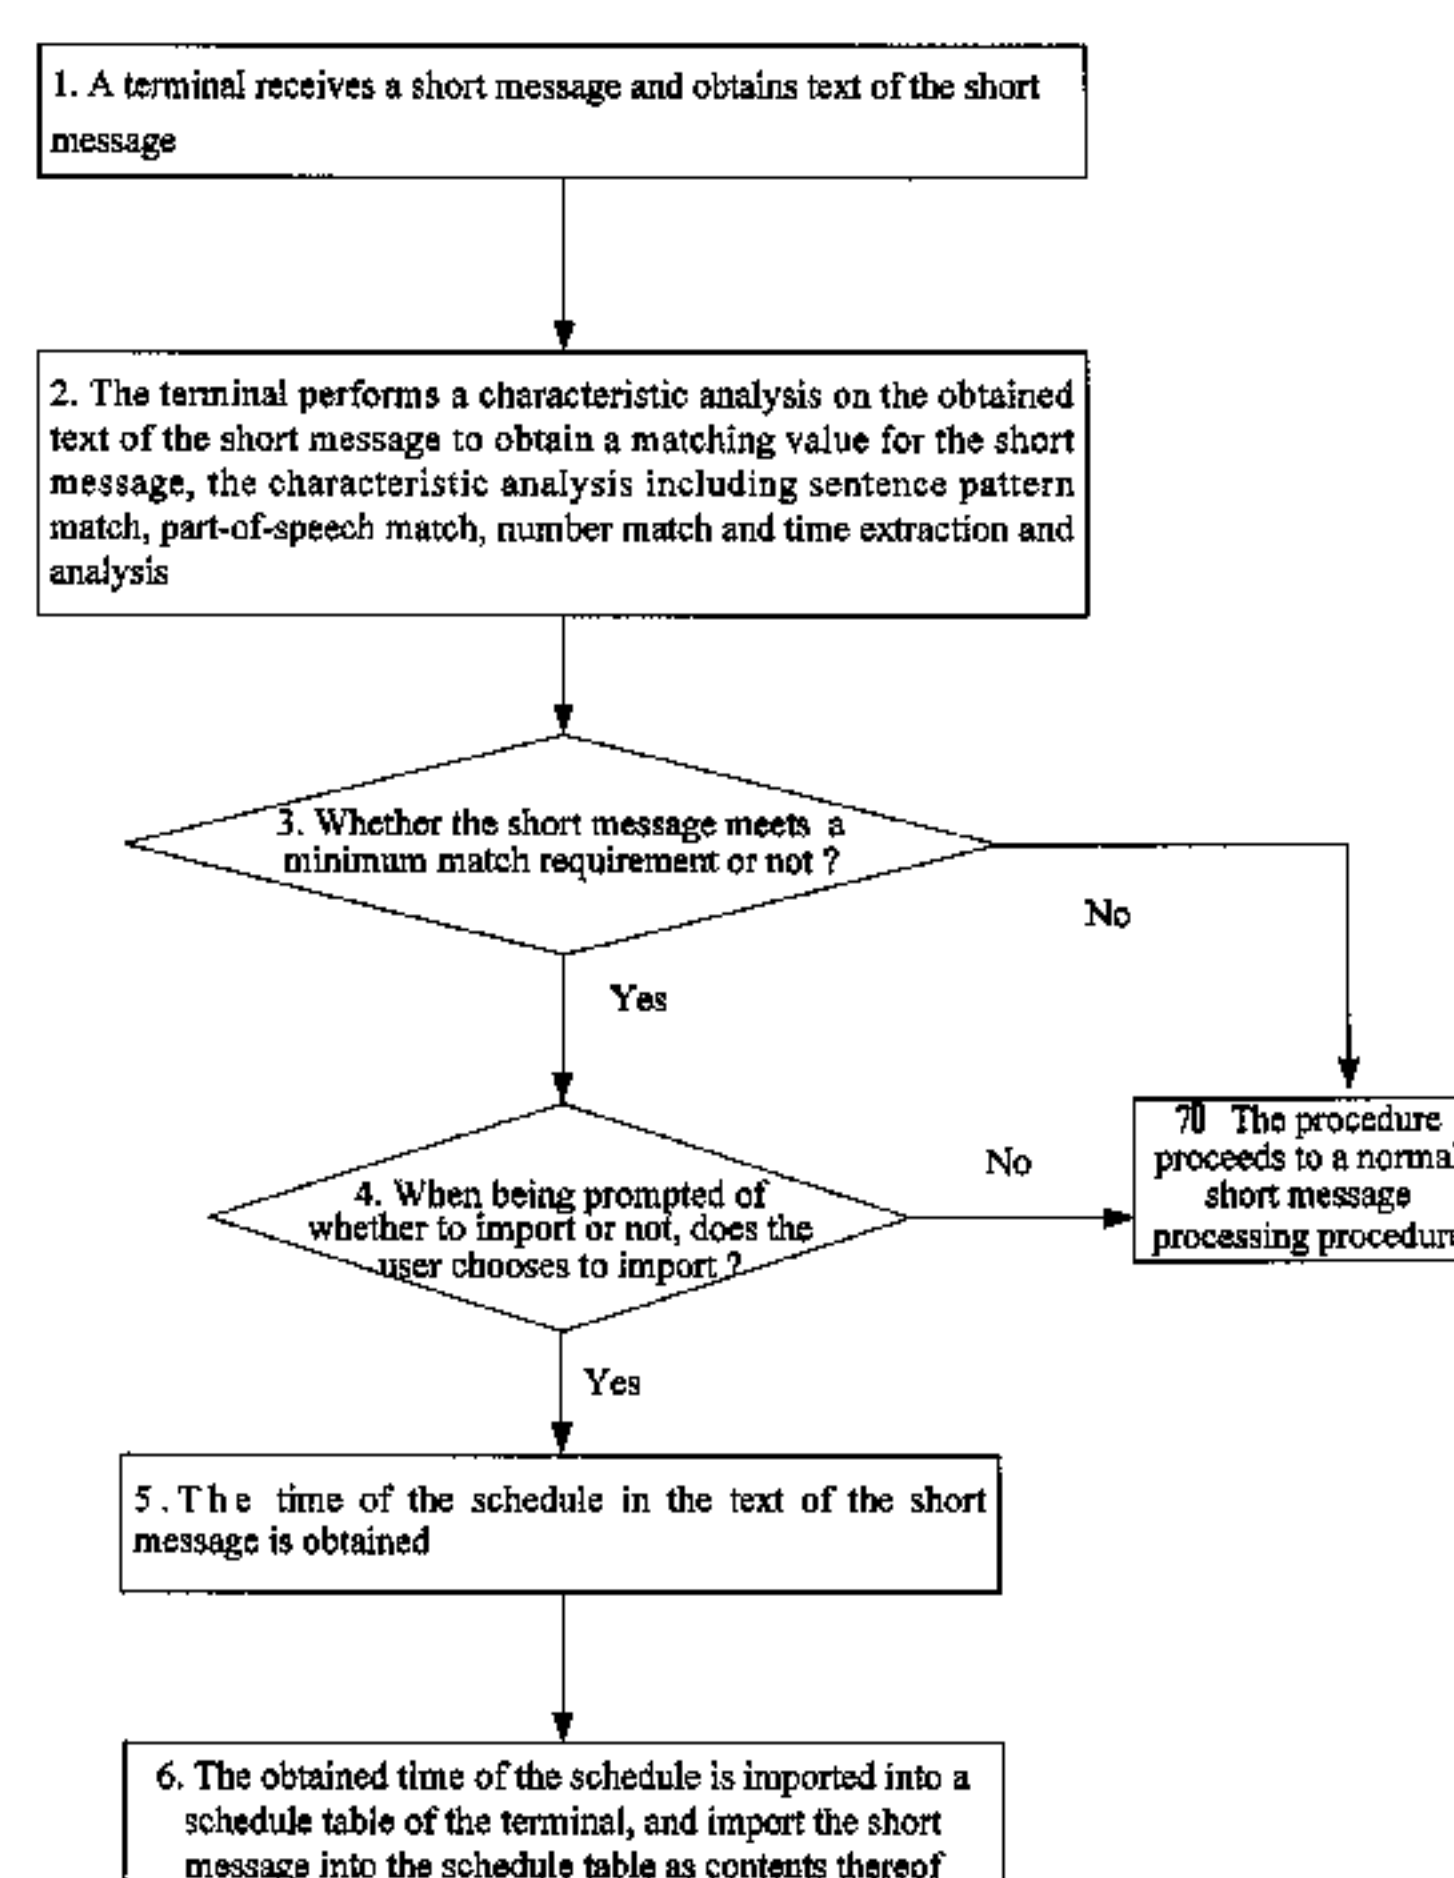 1. A terminal receives a short message and obtains text of the short
message
2. The terminal performs a characteristic analysis on the obtained
text of the short message to obtain a matching value for the short
message, the characteristic analysis including sentence pattern
match, part-of-speech match, number match and time extraction and
analysis
3. Whether the short message meets a
minimum match requirement or not ?
No
Yes
70 The procedure
proceeds to a normal
short message
processing procedure
No
4. When being prompted of
whether to import or not, does the
user chooses to import ?
Yes
5.The time of the schedule in the text of the short
message is obtained
6. The obtained time of the schedule is imported into a
schedule table of the terminal, and import the short
message into the schedule table as contents thereof